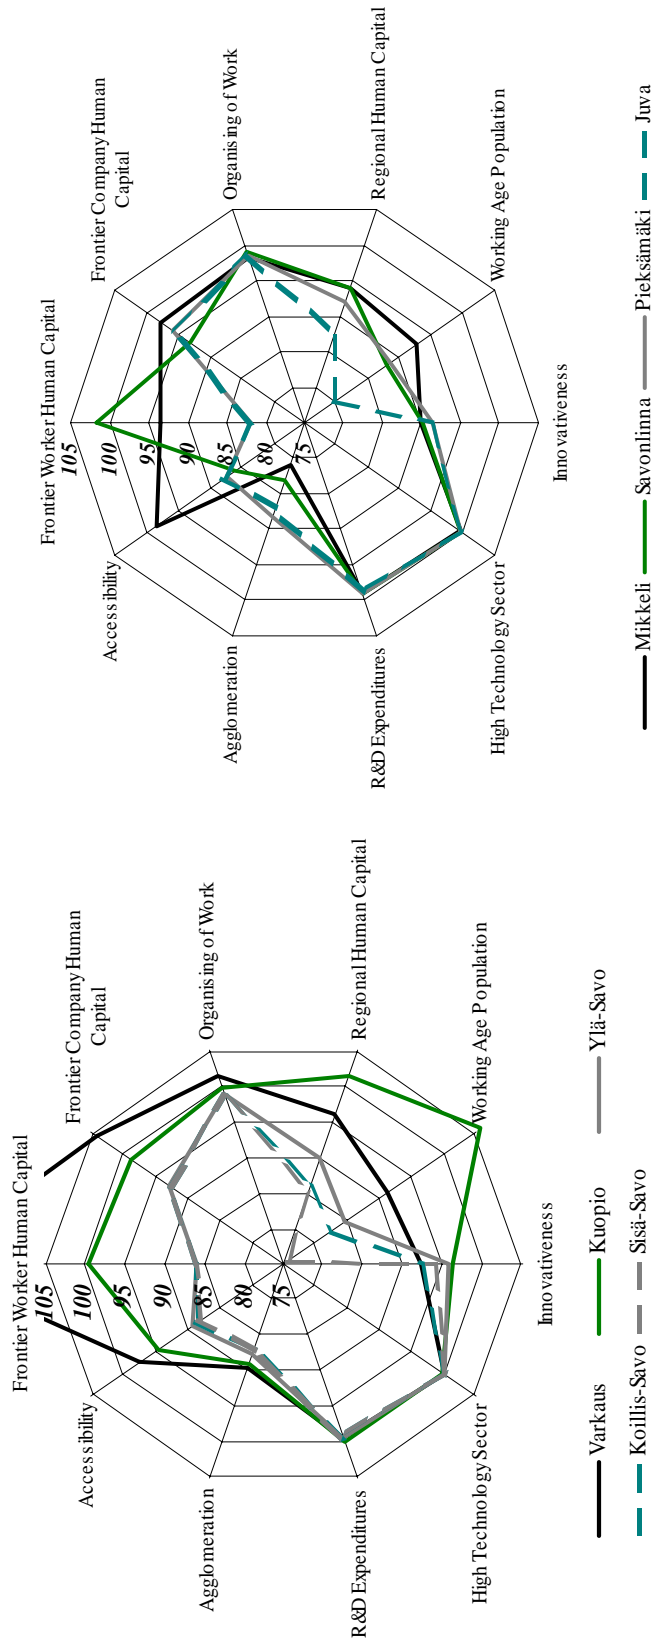 Frontier Worker Human Capital
105
100
95
90
85
80
75
Frontier Company Human
Capital
Organising of Work
Regional Human Capital
Working Age Population
Innovativeness
High Technology Sector
R&D Expenditures
Agglomeration
Accessibility
Varkaus
Kuopio
Ylä-Savo
Koillis-Savo
Sisä-Savo
Frontier Worker Human Capital
105
100
95
90
85
80
75
Frontier Company Human
Capital
Organising of Work
Regional Human Capital
Working Age Population
Innovativeness
High Technology Sector
R&D Expenditures
Agglomeration
Accessibility
Mikkeli
Savonlinna
Pieksämäki
Juva